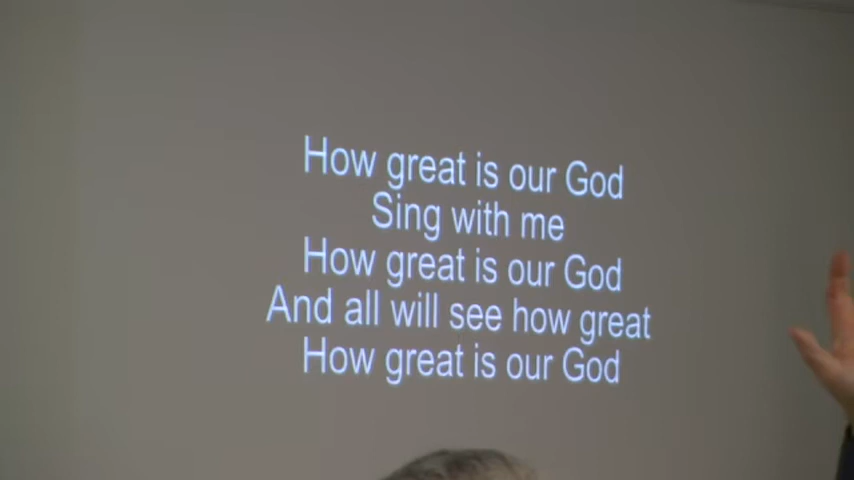 How great is our God
Sing with me
How great is our God
And all will see how great
How great is our God